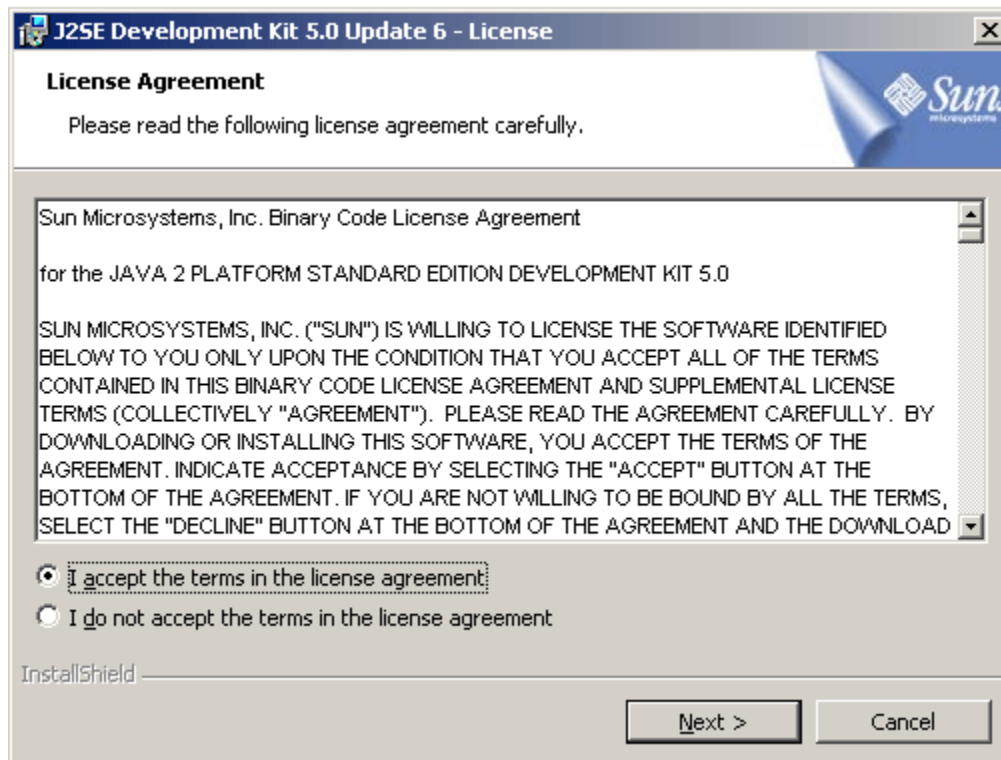 J2SE Development Kit 5.0 Update 6 - License
License Agreement
Please read the following license agreement carefully.
Sun
microsystems
Sun Microsystems, Inc. Binary Code License Agreement
for the JAVA 2 PLATFORM STANDARD EDITION DEVELOPMENT KIT 5.0
SUN MICROSYSTEMS, INC. ("SUN") IS WILLING TO LICENSE THE SOFTWARE IDENTIFIED
BELOW TO YOU ONLY UPON THE CONDITION THAT YOU ACCEPT ALL OF THE TERMS
CONTAINED IN THIS BINARY CODE LICENSE AGREEMENT AND SUPPLEMENTAL LICENSE
TERMS (COLLECTIVELY "AGREEMENT").  PLEASE READ THE AGREEMENT CAREFULLY.  BY
DOWNLOADING OR INSTALLING THIS SOFTWARE, YOU ACCEPT THE TERMS OF THE
AGREEMENT. INDICATE ACCEPTANCE BY SELECTING THE "ACCEPT" BUTTON AT THE
BOTTOM OF THE AGREEMENT. IF YOU ARE NOT WILLING TO BE BOUND BY ALL THE TERMS,
SELECT THE "DECLINE" BUTTON AT THE BOTTOM OF THE AGREEMENT AND THE DOWNLOAD
I accept the terms in the license agreement
I do not accept the terms in the license agreement
InstallShield
Next >
Cancel